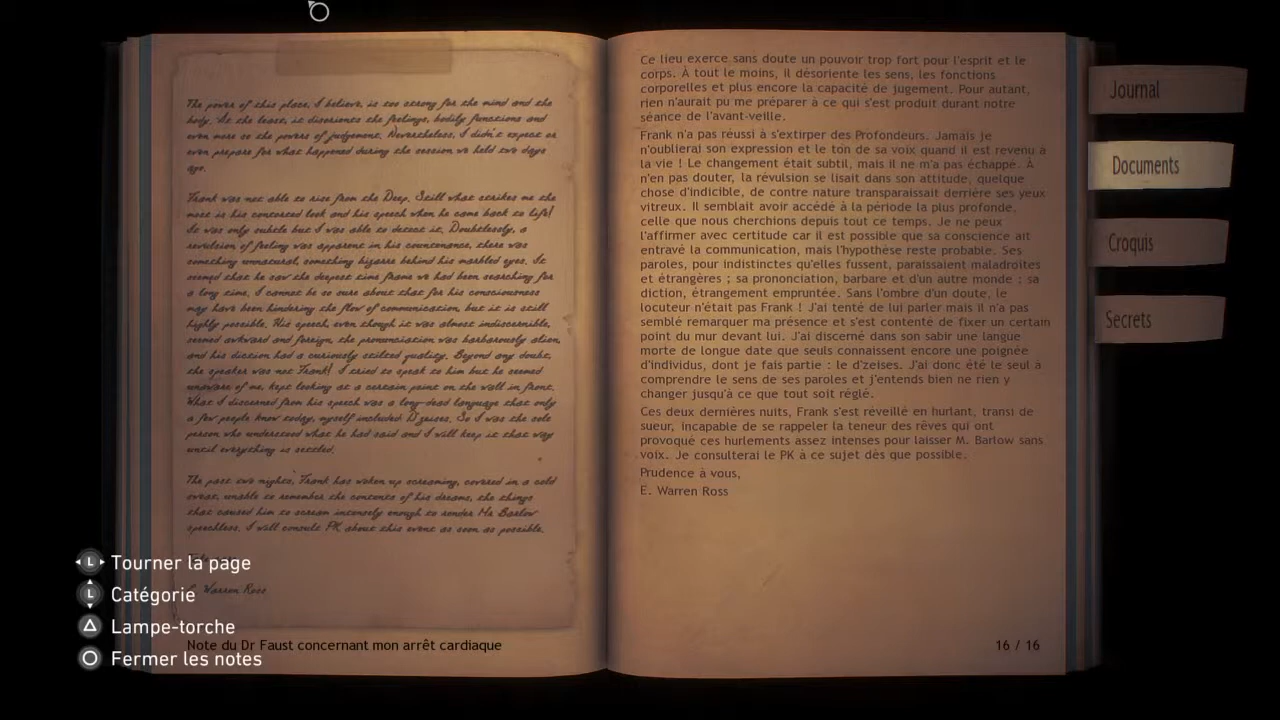 The power of this place, I believe, is too strong for the mind and the
body. At the least, it disorients the feelings, bodily functions and
even more so the powers of judgement. Nevertheless, I didn't expect or
even prepare for what happened during the session we held two days
ago.
Frank was not able to rise from the Deep. Still what strikes me the
most is his contorted look and his speech when he came back to life!
It was only subtle but I was able to detect it. Doubtlessly, a
revulsion of feeling was apparent in his countenance, there was
something unnatural, something bizarre behind his marbled eyes. It
seemed that he saw the deepest time frame we had been searching for
a long time. I cannot be so sure about that for his consciousness
may have been hindering the flow of communication but it is still
highly possible. His speech, even though it was almost indiscernible,
seemed awkward and foreign, the pronunciation was barbarously alien,
and his diction had a curiously stilted quality. Beyond any doubt,
the speaker was not Frank! I tried to speak to him but he seemed
unaware of me, kept looking at a certain point on the wall in front.
What I discerned from his speech was a long-dead language that only
a few people know today, myself included. D'zeises. So I was the sole
person who understood what he had said and I will keep it that way
until everything is settled.
The past two nights, Frank has woken up screaming, covered in a cold
sweat, unable to remember the contents of his dreams, the things
that caused him to scream intensely enough to render Mr Barlow
speechless. I will consult PK about this event as soon as possible.
Warren Ross
Note du Dr Faust concernant mon arrêt cardiaque
Ce lieu exerce sans doute un pouvoir trop fort pour l'esprit et le
corps. À tout le moins, il désoriente les sens, les fonctions
corporelles et plus encore la capacité de jugement. Pour autant,
rien n'aurait pu me préparer à ce qui s'est produit durant notre
séance de l'avant-veille.
Frank n'a pas réussi à s'extirper des Profondeurs. Jamais je
n'oublierai son expression et le ton de sa voix quand il est revenu à
la vie ! Le changement était subtil, mais il ne m'a pas échappé. À
n'en pas douter, la révulsion se lisait dans son attitude, quelque
chose d'indicible, de contre nature transparaissait derrière ses yeux
vitreux. Il semblait avoir accédé à la période la plus profonde,
celle que nous cherchions depuis tout ce temps. Je ne peux
l'affirmer avec certitude car il est possible que sa conscience ait
entravé la communication, mais l'hypothèse reste probable. Ses
paroles, pour indistinctes qu'elles fussent, paraissaient maladroites
et étrangères ; sa prononciation, barbare et d'un autre monde ; sa
diction, étrangement empruntée. Sans l'ombre d'un doute, le
locuteur n'était pas Frank ! J'ai tenté de lui parler mais il n'a pas
semblé remarquer ma présence et s'est contenté de fixer un certain
point du mur devant lui. J'ai discerné dans son sabir une langue
morte de longue date que seuls connaissent encore une poignée
d'individus, dont je fais partie : le d'zeises. J'ai donc été le seul à
comprendre le sens de ses paroles et j'entends bien ne rien y
changer jusqu'à ce que tout soit réglé.
Ces deux dernières nuits, Frank s'est réveillé en hurlant, transi de
sueur, incapable de se rappeler la teneur des rêves qui ont
provoqué ces hurlements assez intenses pour laisser M. Barlow sans
voix. Je consulterai le PK à ce sujet dès que possible.
Prudence à vous,
E. Warren Ross
16 / 16
Journal
Documents
Croquis
Secrets
L Tourner la page
L Catégorie
Lampe-torche
Fermer les notes